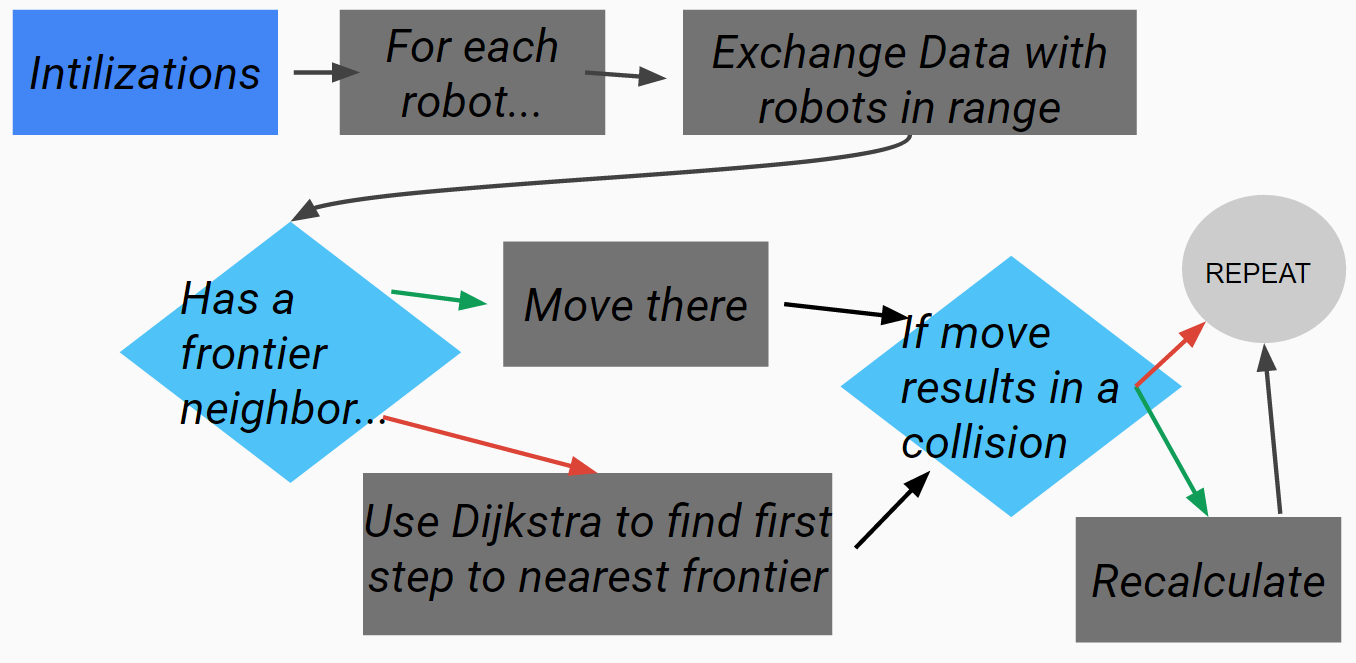 Intilizations
For each
robot...
Exchange Data with
robots in range
Has a
frontier
neighbor...
Move there
If move
results in a
collision
REPEAT
Use Dijkstra to find first
step to nearest frontier
Recalculate